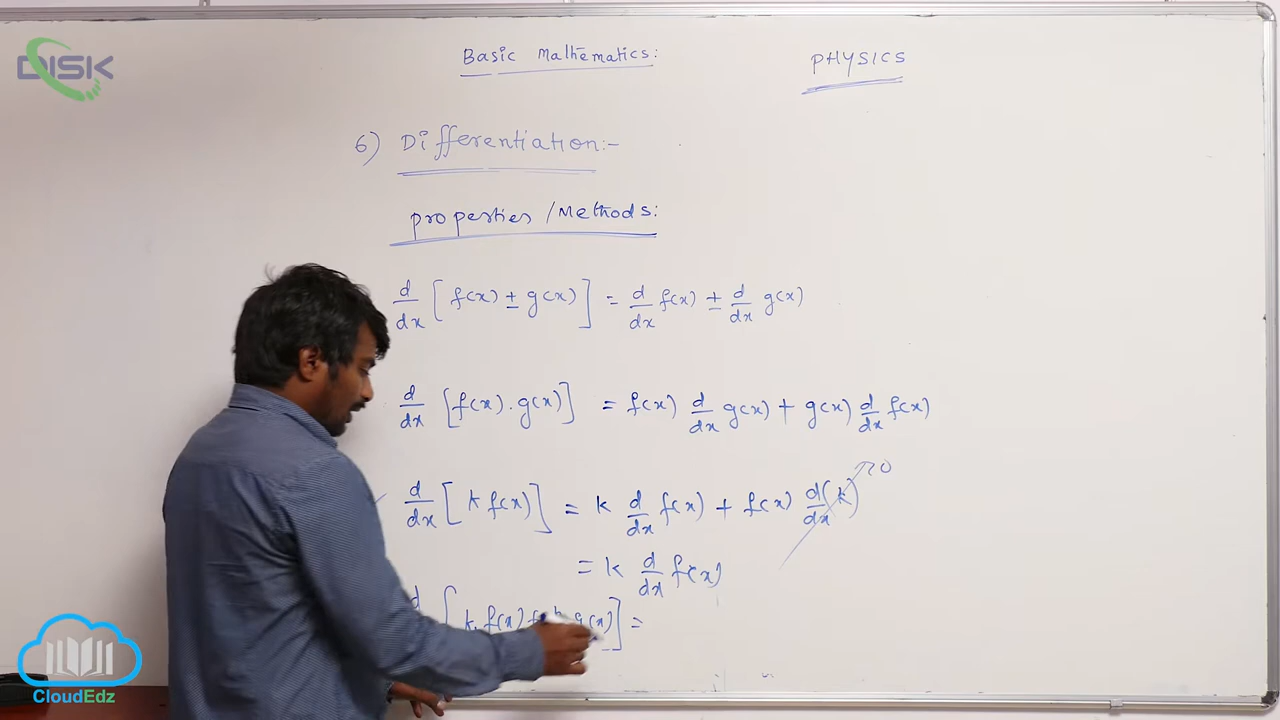 DISK
Basic Mathematics:
PHYSICS
6) Differentiation:-
properties / Methods:
d/dx [f(x) ± g(x)] = d/dx f(x) ± d/dx g(x)
d/dx [f(x) . g(x)] = f(x) d/dx g(x) + g(x) d/dx f(x)
d/dx [k f(x)] = k d/dx f(x) + f(x) d/dx (k) 0
= k d/dx f(x)
d k, f(x) g(x)] =
CloudEdz